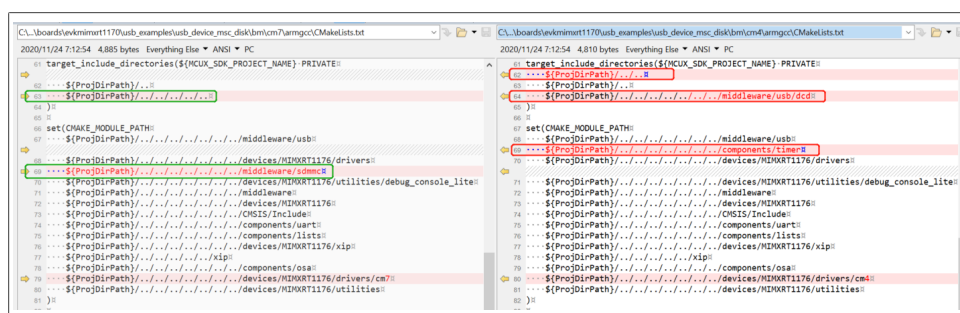 C:\...\boards\evkmimxrt1170\usb_examples\usb_device_msc_disk\bm\cm7\armgcc\CMakeLists.txt
2020/11/24 7:12:54 4,885 bytes Everything Else ▼ ANSI ▼ PC
61 target_include_directories(${MCUX_SDK_PROJECT_NAME} PRIVATE
62 ····${ProjDirPath}/..
63 ····${ProjDirPath}/../../../../..
64 )
65
66 set(CMAKE_MODULE_PATH
67 ····${ProjDirPath}/../../../../../../../middleware/usb
68 ····${ProjDirPath}/../../../../../../../devices/MIMXRT1176/drivers
69 ····${ProjDirPath}/../../../../../../../middleware/sdmmc
70 ····${ProjDirPath}/../../../../../../../devices/MIMXRT1176/utilities/debug_console_lite
71 ····${ProjDirPath}/../../../../../../../middleware
72 ····${ProjDirPath}/../../../../../../../devices/MIMXRT1176
73 ····${ProjDirPath}/../../../../../../../CMSIS/Include
74 ····${ProjDirPath}/../../../../../../../components/uart
75 ····${ProjDirPath}/../../../../../../../components/lists
76 ····${ProjDirPath}/../../../../../../../devices/MIMXRT1176/xip
77 ····${ProjDirPath}/../../../../../xip
78 ····${ProjDirPath}/../../../../../../../components/osa
79 ····${ProjDirPath}/../../../../../../../devices/MIMXRT1176/drivers/cm7
80 ····${ProjDirPath}/../../../../../../../devices/MIMXRT1176/utilities
81 )
C:\...\boards\evkmimxrt1170\usb_examples\usb_device_msc_disk\bm\cm4\armgcc\CMakeLists.txt
2020/11/24 7:12:54 4,810 bytes Everything Else ▼ ANSI ▼ PC
61 target_include_directories(${MCUX_SDK_PROJECT_NAME} PRIVATE
62 ····${ProjDirPath}/../..
63 ····${ProjDirPath}/..
64 ····${ProjDirPath}/../../../../../../../middleware/usb/dcd
65 )
66
67 set(CMAKE_MODULE_PATH
68 ····${ProjDirPath}/../../../../../../../middleware/usb
69 ····${ProjDirPath}/../../../../../../../components/timer
70 ····${ProjDirPath}/../../../../../../../devices/MIMXRT1176/drivers
71 ····${ProjDirPath}/../../../../../../../devices/MIMXRT1176/utilities/debug_console_lite
72 ····${ProjDirPath}/../../../../../../../middleware
73 ····${ProjDirPath}/../../../../../../../devices/MIMXRT1176
74 ····${ProjDirPath}/../../../../../../../CMSIS/Include
75 ····${ProjDirPath}/../../../../../../../components/uart
76 ····${ProjDirPath}/../../../../../../../components/lists
77 ····${ProjDirPath}/../../../../../../../devices/MIMXRT1176/xip
78 ····${ProjDirPath}/../../../../../xip
79 ····${ProjDirPath}/../../../../../../../components/osa
80 ····${ProjDirPath}/../../../../../../../devices/MIMXRT1176/drivers/cm4
81 ····${ProjDirPath}/../../../../../../../devices/MIMXRT1176/utilities
82 )